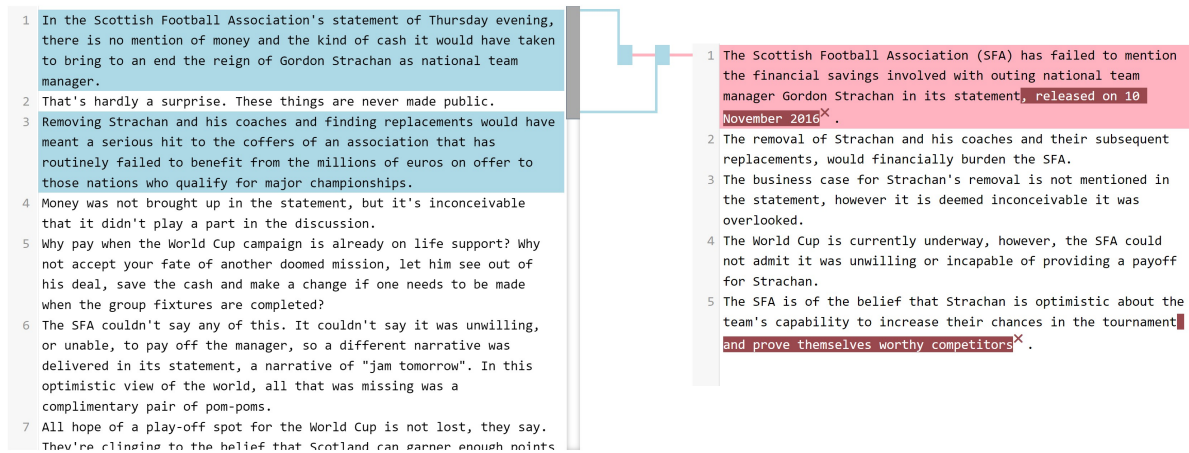 1 In the Scottish Football Association's statement of Thursday evening,
there is no mention of money and the kind of cash it would have taken
to bring to an end the reign of Gordon Strachan as national team
manager.
2 That's hardly a surprise. These things are never made public.
3 Removing Strachan and his coaches and finding replacements would have
meant a serious hit to the coffers of an association that has
routinely failed to benefit from the millions of euros on offer to
those nations who qualify for major championships.
4 Money was not brought up in the statement, but it's inconceivable
that it didn't play a part in the discussion.
5 Why pay when the World Cup campaign is already on life support? Why
not accept your fate of another doomed mission, let him see out of
his deal, save the cash and make a change if one needs to be made
when the group fixtures are completed?
6 The SFA couldn't say any of this. It couldn't say it was unwilling,
or unable, to pay off the manager, so a different narrative was
delivered in its statement, a narrative of "jam tomorrow". In this
optimistic view of the world, all that was missing was a
complimentary pair of pom-poms.
7 All hope of a play-off spot for the World Cup is not lost, they say.
They're clinging to the belief that Scotland can garner enough points
1 The Scottish Football Association (SFA) has failed to mention
the financial savings involved with outing national team
manager Gordon Strachan in its statement, released on 10
November 2016× .
2 The removal of Strachan and his coaches and their subsequent
replacements, would financially burden the SFA.
3 The business case for Strachan's removal is not mentioned in
the statement, however it is deemed inconceivable it was
overlooked.
4 The World Cup is currently underway, however, the SFA could
not admit it was unwilling or incapable of providing a payoff
for Strachan.
5 The SFA is of the belief that Strachan is optimistic about the
team's capability to increase their chances in the tournament
and prove themselves worthy competitors× .